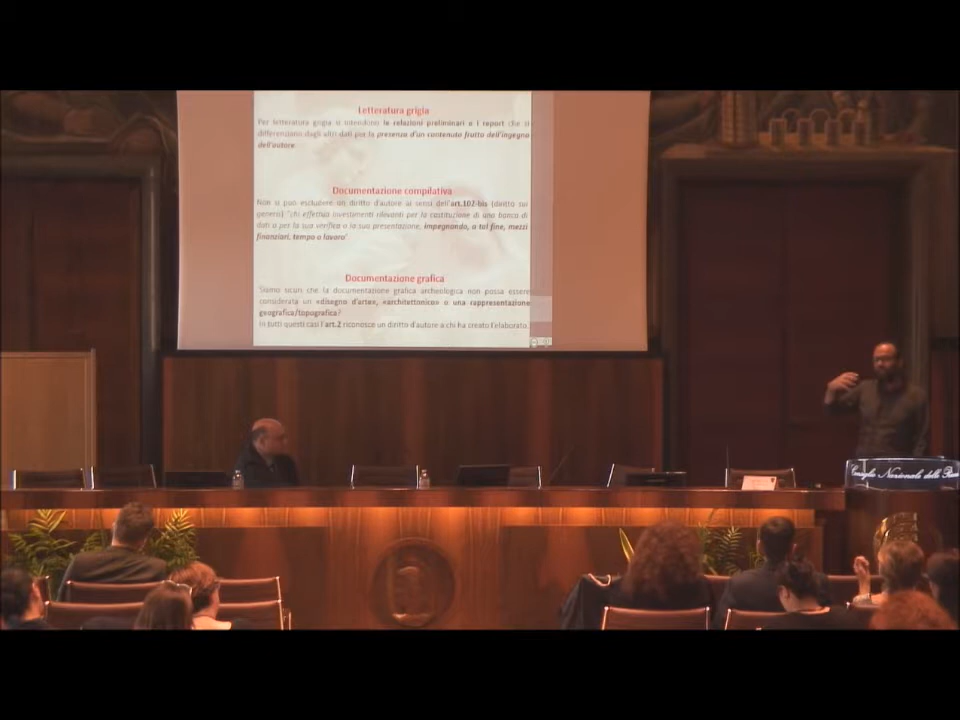 Letteratura grigia
Per letteratura grigia si intendono le relazioni preliminari o i report che si
differenziano dagli altri dati per la presenza d'un contenuto frutto dell'ingegno
dell'autore.
Documentazione compilativa
Non si può escludere un diritto d'autore ai sensi dell'art.102-bis (diritto sui
generis) "chi effettua investimenti rilevanti per la costituzione di una banca di
dati o per la sua verifica o la sua presentazione, impegnando, a tal fine, mezzi
finanziari, tempo o lavoro"
Documentazione grafica
Siamo sicuri che la documentazione grafica archeologica non possa essere
considerata un «disegno d'arte», «architettonico» o una rappresentazione
geografica/topografica?
In tutti questi casi l'art.2 riconosce un diritto d'autore a chi ha creato l'elaborato.
Consiglio Nazionale delle